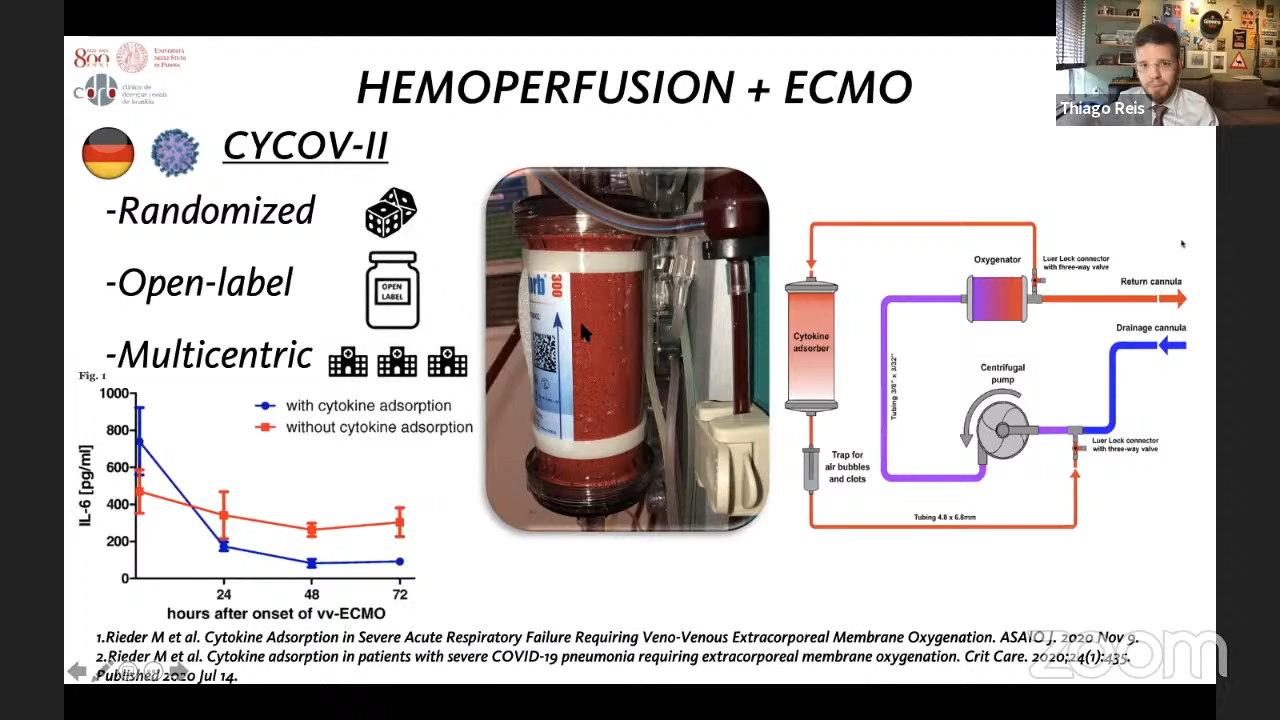 800
UNIVERSITÀ
DEGLI STUDI
DI PADOVA
clínica de
doenças renais
de brasília
HEMOPERFUSION + ECMO
GUINNESS
Thiago Reis
CYCOV-II
-Randomized
-Open-label
OPEN
LABEL
-Multicentric
Fig. 1
1000
800
600
400
200
0
IL-6 [pg/ml]
with cytokine adsorption
without cytokine adsorption
24
48
72
hours after onset of vv-ECMO
orb
300
Oxygenator
Luer Lock connector
with three-way valve
Return cannula
Drainage cannula
Cytokine
adsorber
Tubing 3/8" x 3/32"
Centrifugal
pump
Luer Lock connector
with three-way valve
Trap for
air bubbles
and clots
Tubing 4.8 x 6.8mm
1.Rieder M et al. Cytokine Adsorption in Severe Acute Respiratory Failure Requiring Veno-Venous Extracorporeal Membrane Oxygenation. ASAIO J. 2020 Nov 9.
2.Rieder M et al. Cytokine adsorption in patients with severe COVID-19 pneumonia requiring extracorporeal membrane oxygenation. Crit Care. 2020;24(1):435.
Published 2020 Jul 14.
zoom